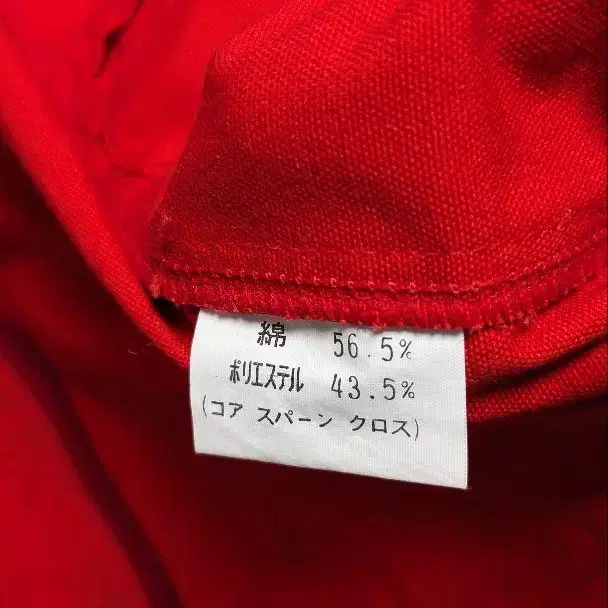 綿 56.5%
ポリエステル 43.5%
(コア スパーン クロス)